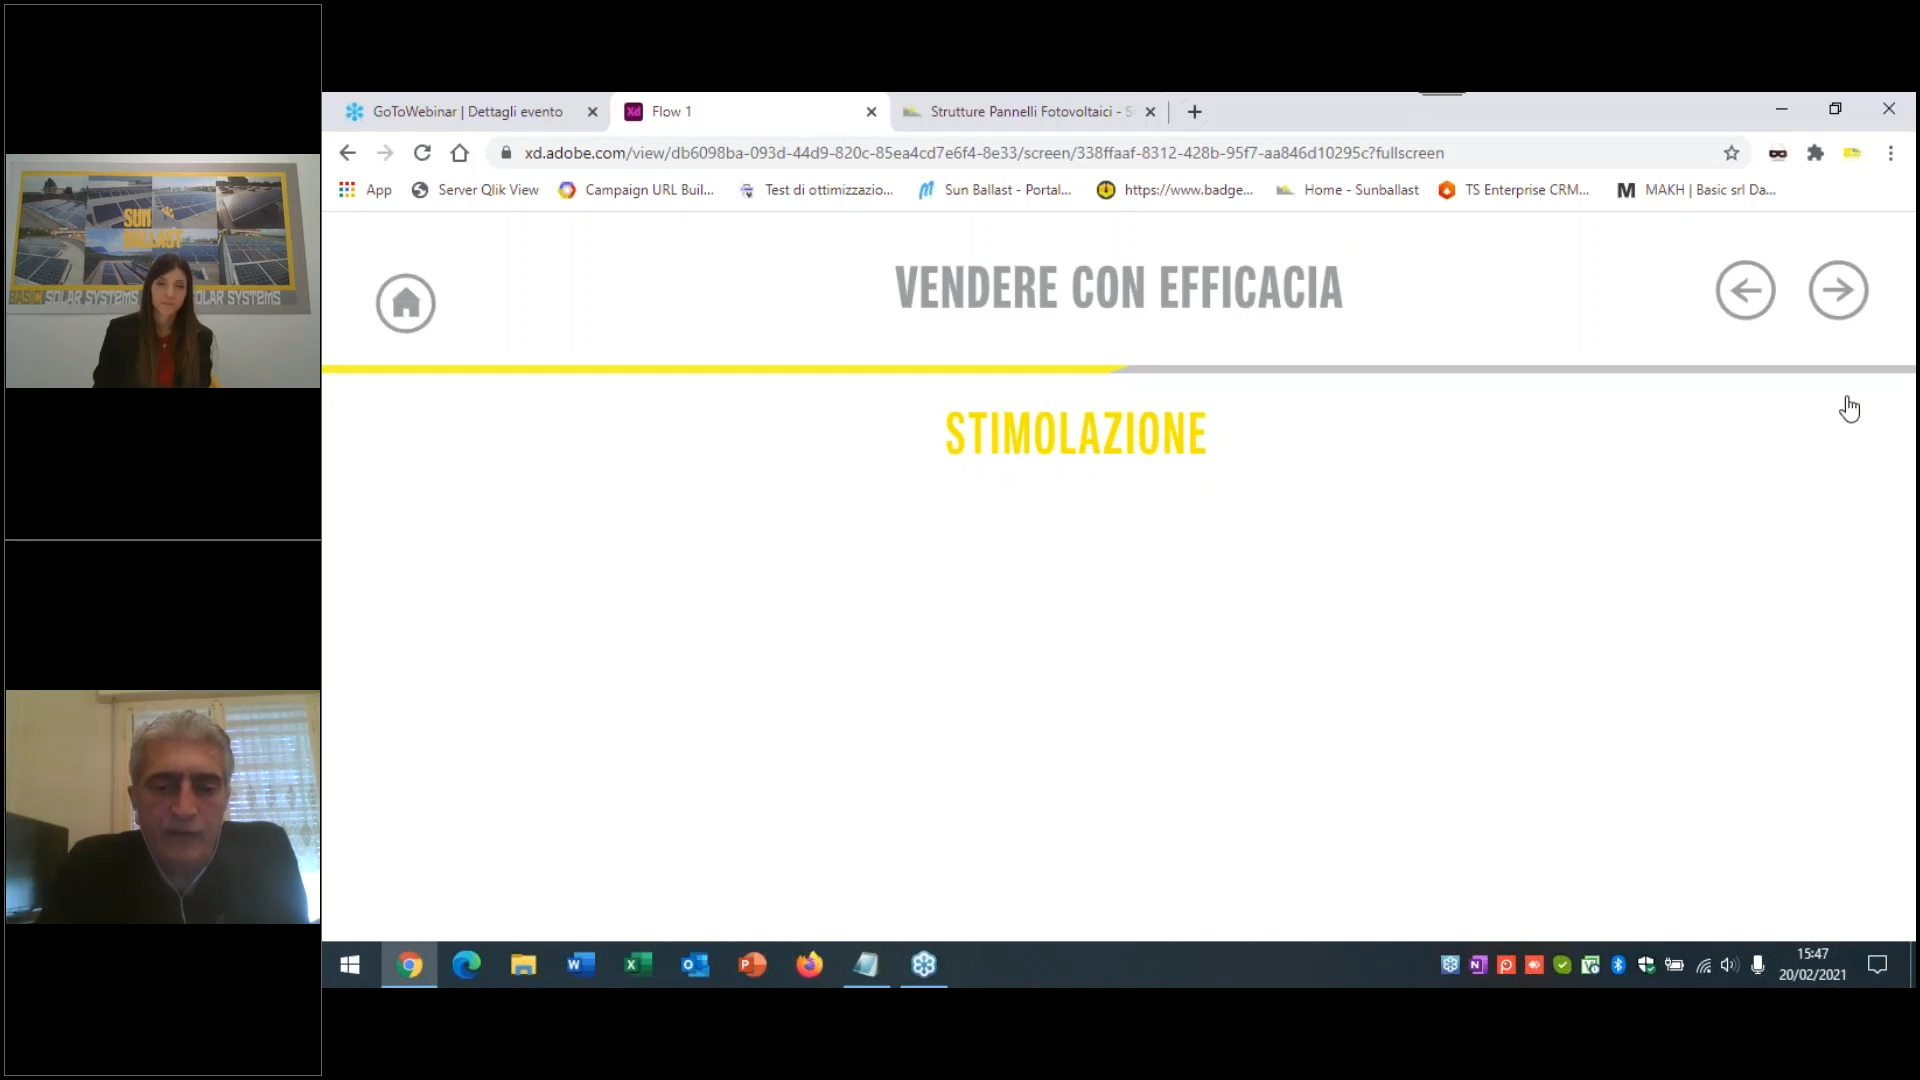 SUN
BALLAST
BASIC SOLAR SYSTEMS
OLAR SYSTEMS
GoToWebinar | Dettagli evento
Xd Flow 1
Strutture Pannelli Fotovoltaici - S
xd.adobe.com/view/db6098ba-093d-44d9-820c-85ea4cd7e6f4-8e33/screen/338ffaaf-8312-428b-95f7-aa846d10295c?fullscreen
App
Server Qlik View
Campaign URL Buil...
Test di ottimizzazio...
Sun Ballast - Portal...
https://www.badge...
Home - Sunballast
TS Enterprise CRM...
MAKH | Basic srl Da...
VENDERE CON EFFICACIA
STIMOLAZIONE
15:47
20/02/2021